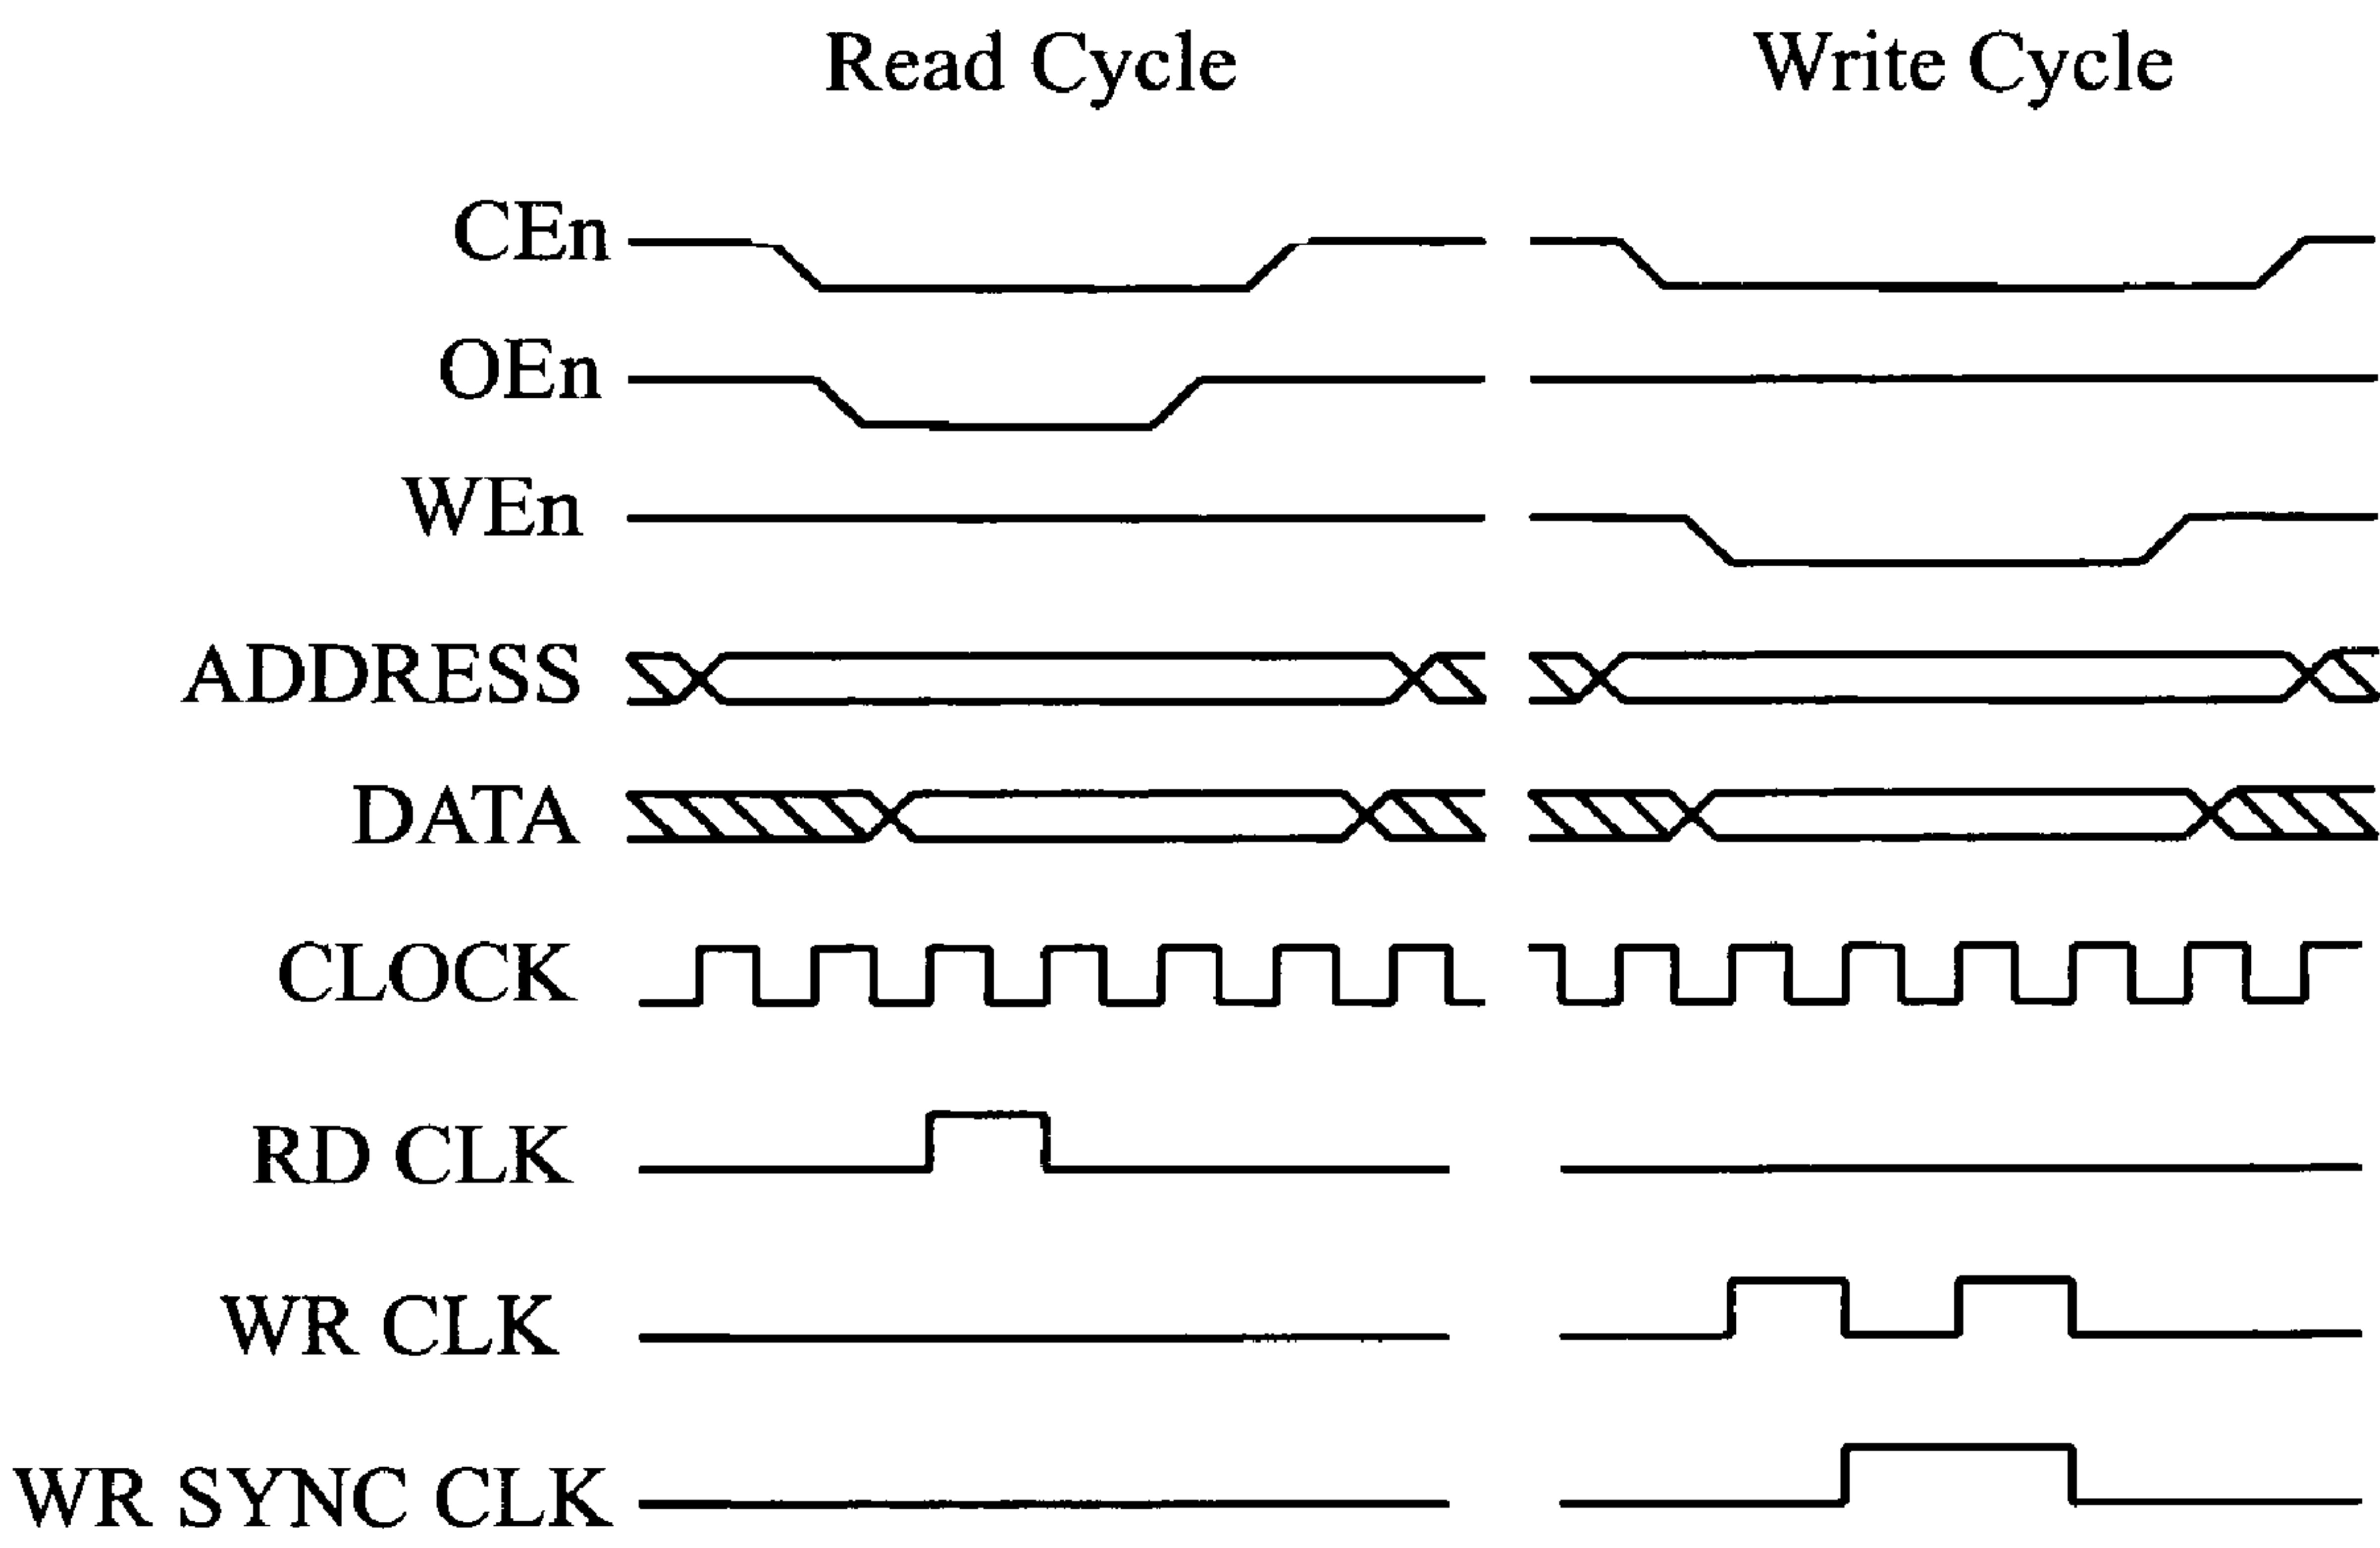 Read Cycle Write Cycle
CEn
OEn
WEn
ADDRESS
DATA
CLOCK
RD CLK
WR CLK
WR SYNC CLK